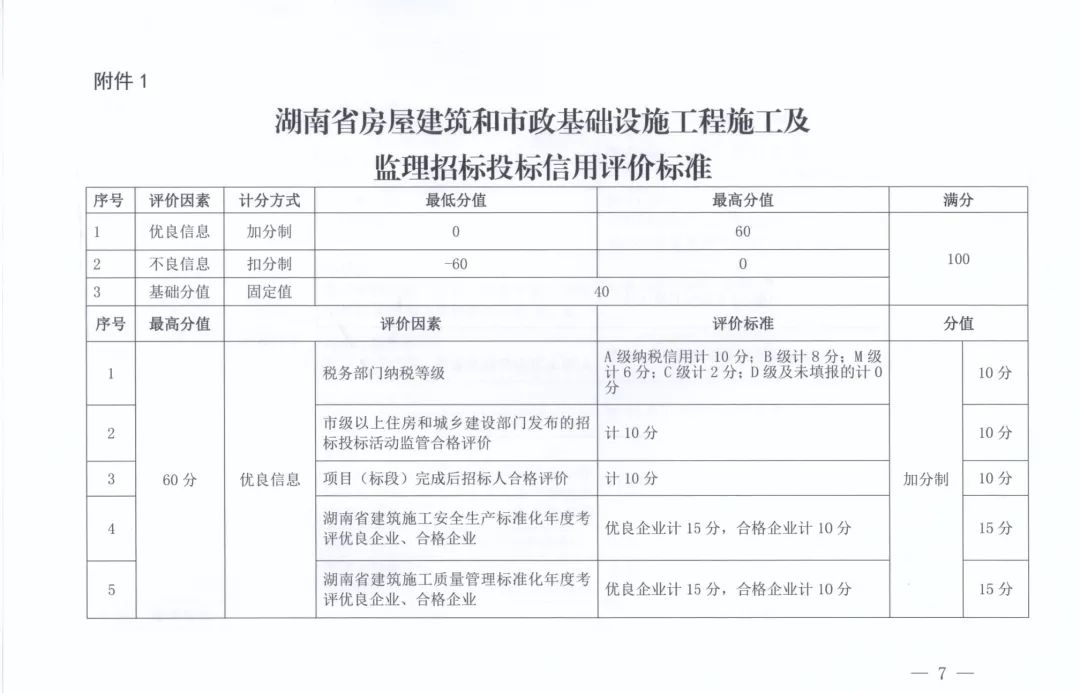 附件 1
湖南省房屋建筑和市政基础设施工程施工及
监理招标投标信用评价标准
序号 评价因素 计分方式 最低分值 最高分值 满分
1 优良信息 加分制 0 60
2 不良信息 扣分制 -60 0
100
3 基础分值 固定值 40
序号 最高分值 评价因素 评价标准 分值
1 税务部门纳税等级
A 级纳税信用计 10 分；B 级计 8 分；M 级
计 6 分；C 级计 2 分；D 级及未填报的计 0
分
10 分
2
市级以上住房和城乡建设部门发布的招
标投标活动监管合格评价
计 10 分
10 分
3 60 分 优良信息 项目（标段）完成后招标人合格评价 计 10 分 加分制 10 分
4
湖南省建筑施工安全生产标准化年度考
评优良企业、合格企业
优良企业计 15 分，合格企业计 10 分
15 分
5
湖南省建筑施工质量管理标准化年度考
评优良企业、合格企业
优良企业计 15 分，合格企业计 10 分
15 分
— 7 —